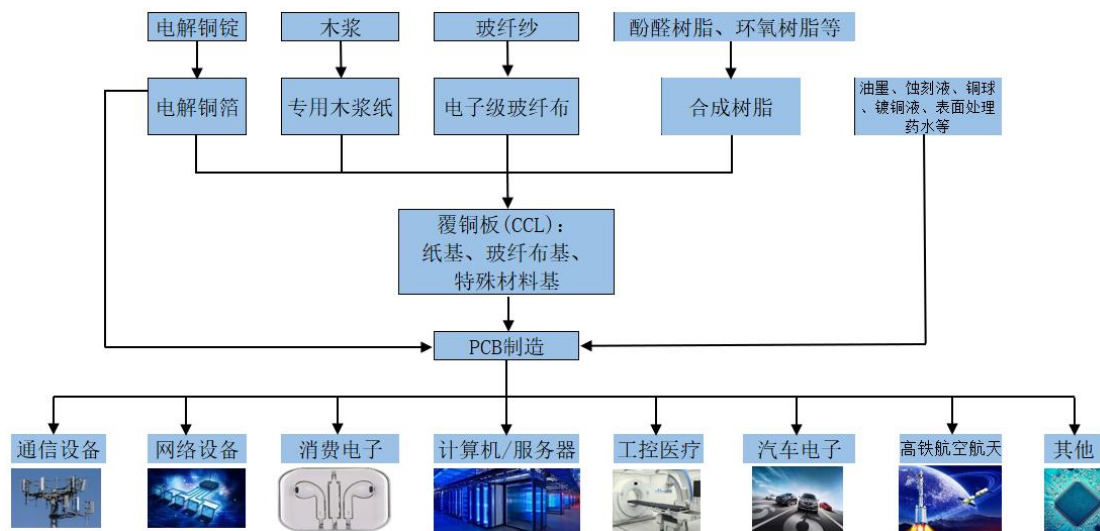 电解铜锭
木浆
玻纤纱
酚醛树脂、环氧树脂等
电解铜箔
专用木浆纸
电子级玻纤布
合成树脂
油墨、蚀刻液、铜球
、镀铜液、表面处理
药水等
覆铜板(CCL):
纸基、玻纤布基、
特殊材料基
PCB制造
通信设备
网络设备
消费电子
计算机/服务器
工控医疗
汽车电子
高铁航空航天
其他